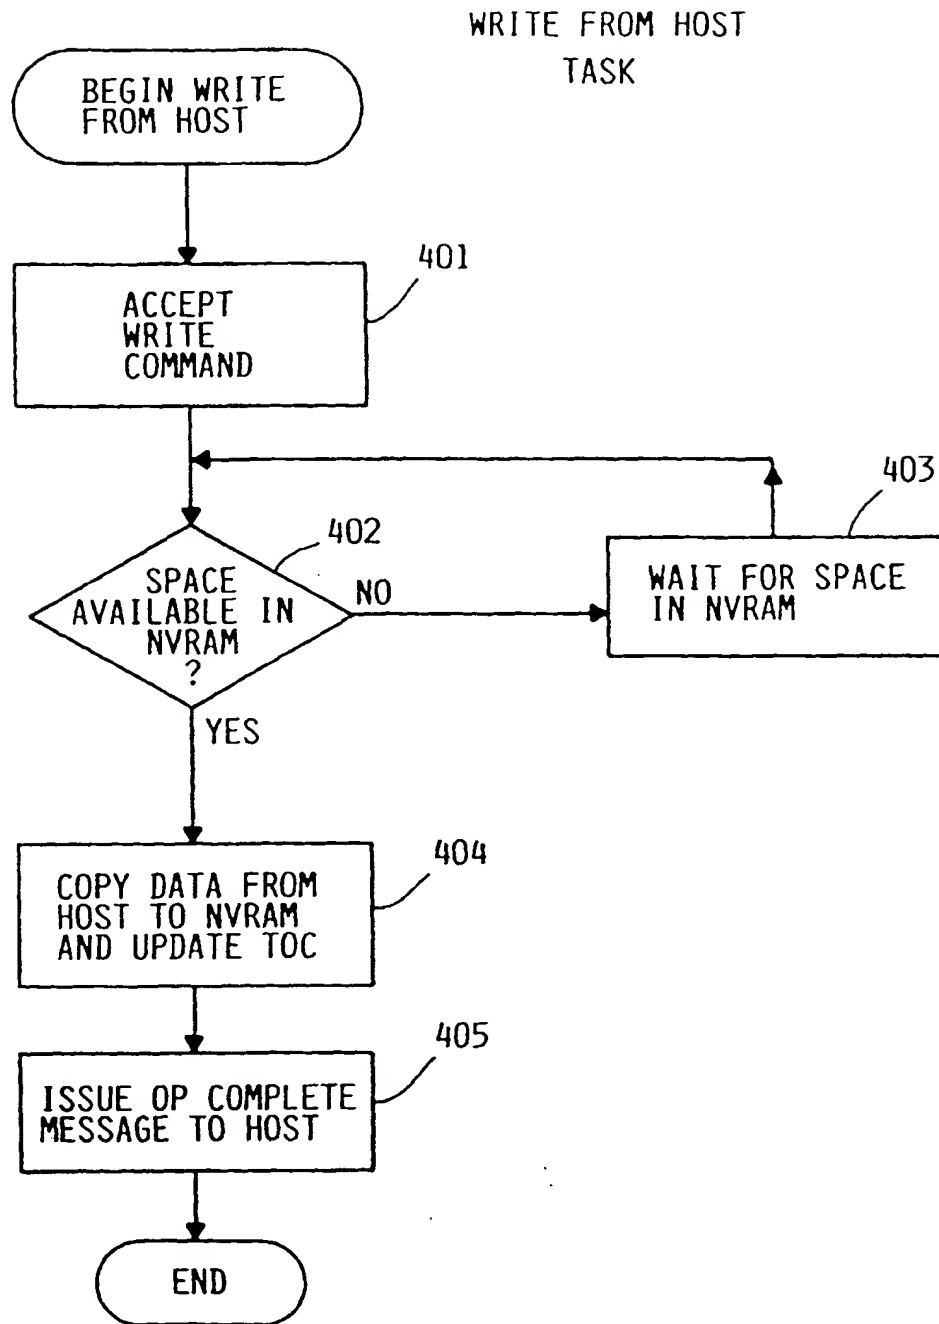 WRITE FROM HOST
TASK
BEGIN WRITE
FROM HOST
401
ACCEPT
WRITE
COMMAND
402
403
SPACE
AVAILABLE IN
NVRAM
?
NO
WAIT FOR SPACE
IN NVRAM
YES
404
COPY DATA FROM
HOST TO NVRAM
AND UPDATE TOC
405
ISSUE OP COMPLETE
MESSAGE TO HOST
END